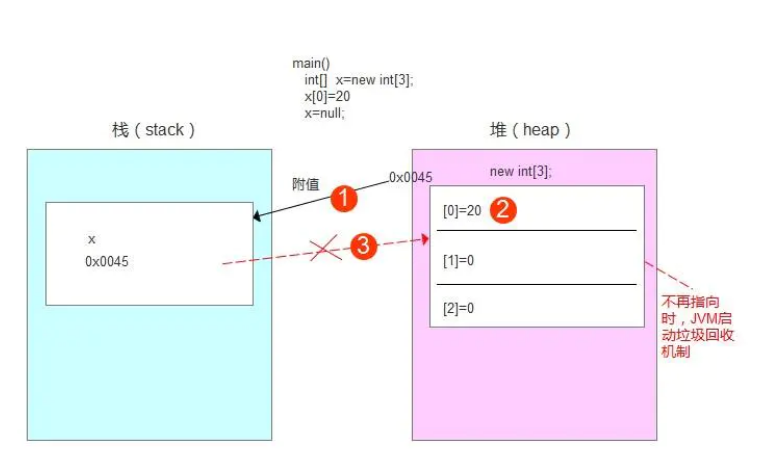 main()
int[] x=new int[3];
x[0]=20
x=null;
栈（stack）
堆（heap）
附值
0x0045
new int[3];
1
x
0x0045
3
[0]=20
2
[1]=0
[2]=0
不再指向
时，JVM启
动垃圾回收
机制